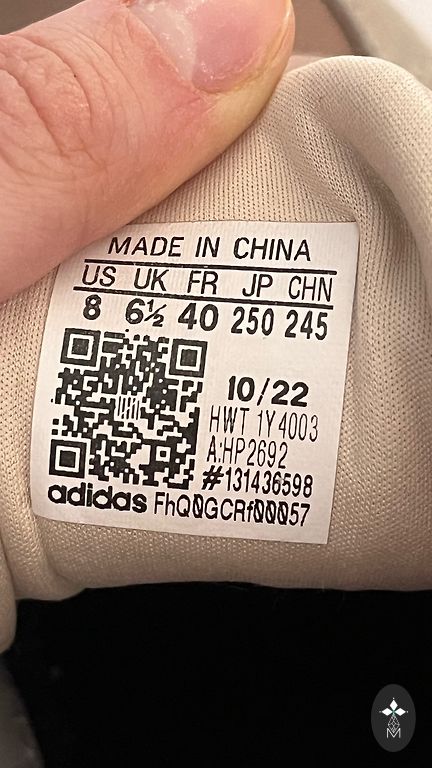 MADE IN CHINA
US UK FR JP CHN
8 6½ 40 250 245
10/22
HWT 1Y4003
A:HP2692
#131436598
adidas FhQ0GCRf00057
M